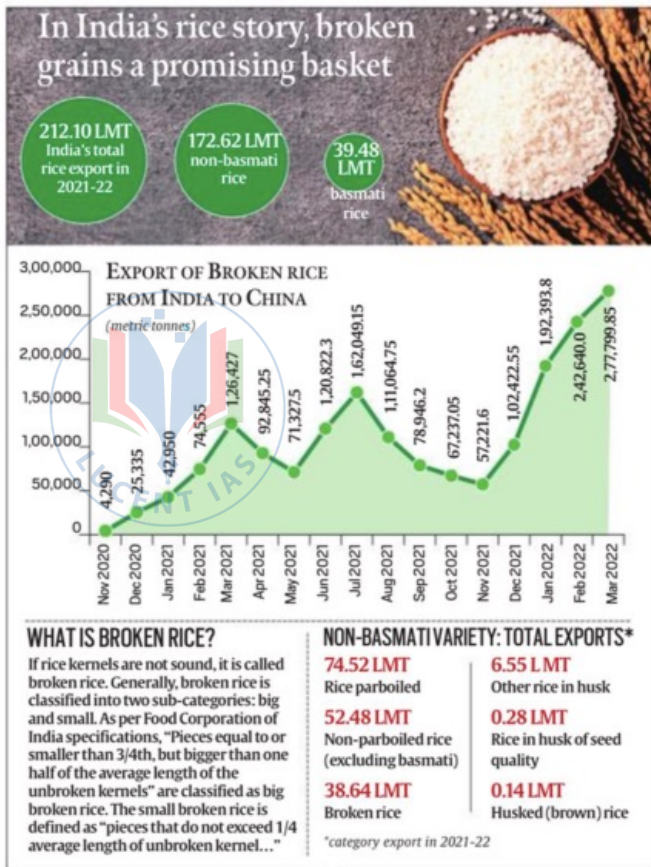 In India's rice story, broken
grains a promising basket
212.10 LMT
India's total
rice export in
2021-22
172.62 LMT
non-basmati
rice
39.48
LMT
basmati
rice
EXPORT OF BROKEN RICE
FROM INDIA TO CHINA
(metric tonnes)
3,00,000
2,50,000
2,00,000
1,50,000
1,00,000
50,000
0
4,290
25,335
42,950
74,555
1,26,427
92,845.25
71,327.5
1,20,822.3
1,62,049.15
1,11,064.75
78,946.2
67,237.05
57,221.6
1,02,422.55
1,92,393.8
2,42,640.0
2,77,799.85
Nov 2020
Dec 2020
Jan 2021
Feb 2021
Mar 2021
Apr 2021
May 2021
Jun 2021
Jul 2021
Aug 2021
Sep 2021
Oct 2021
Nov 2021
Dec 2021
Jan 2022
Feb 2022
Mar 2022
LUCENT IAS
WHAT IS BROKEN RICE?
If rice kernels are not sound, it is called
broken rice. Generally, broken rice is
classified into two sub-categories: big
and small. As per Food Corporation of
India specifications, "Pieces equal to or
smaller than 3/4th, but bigger than one
half of the average length of the
unbroken kernels" are classified as big
broken rice. The small broken rice is
defined as "pieces that do not exceed 1/4
average length of unbroken kernel..."
NON-BASMATI VARIETY: TOTAL EXPORTS*
74.52 LMT
Rice parboiled
52.48 LMT
Non-parboiled rice
(excluding basmati)
38.64 LMT
Broken rice
6.55 L MT
Other rice in husk
0.28 LMT
Rice in husk of seed
quality
0.14 LMT
Husked (brown) rice
*category export in 2021-22